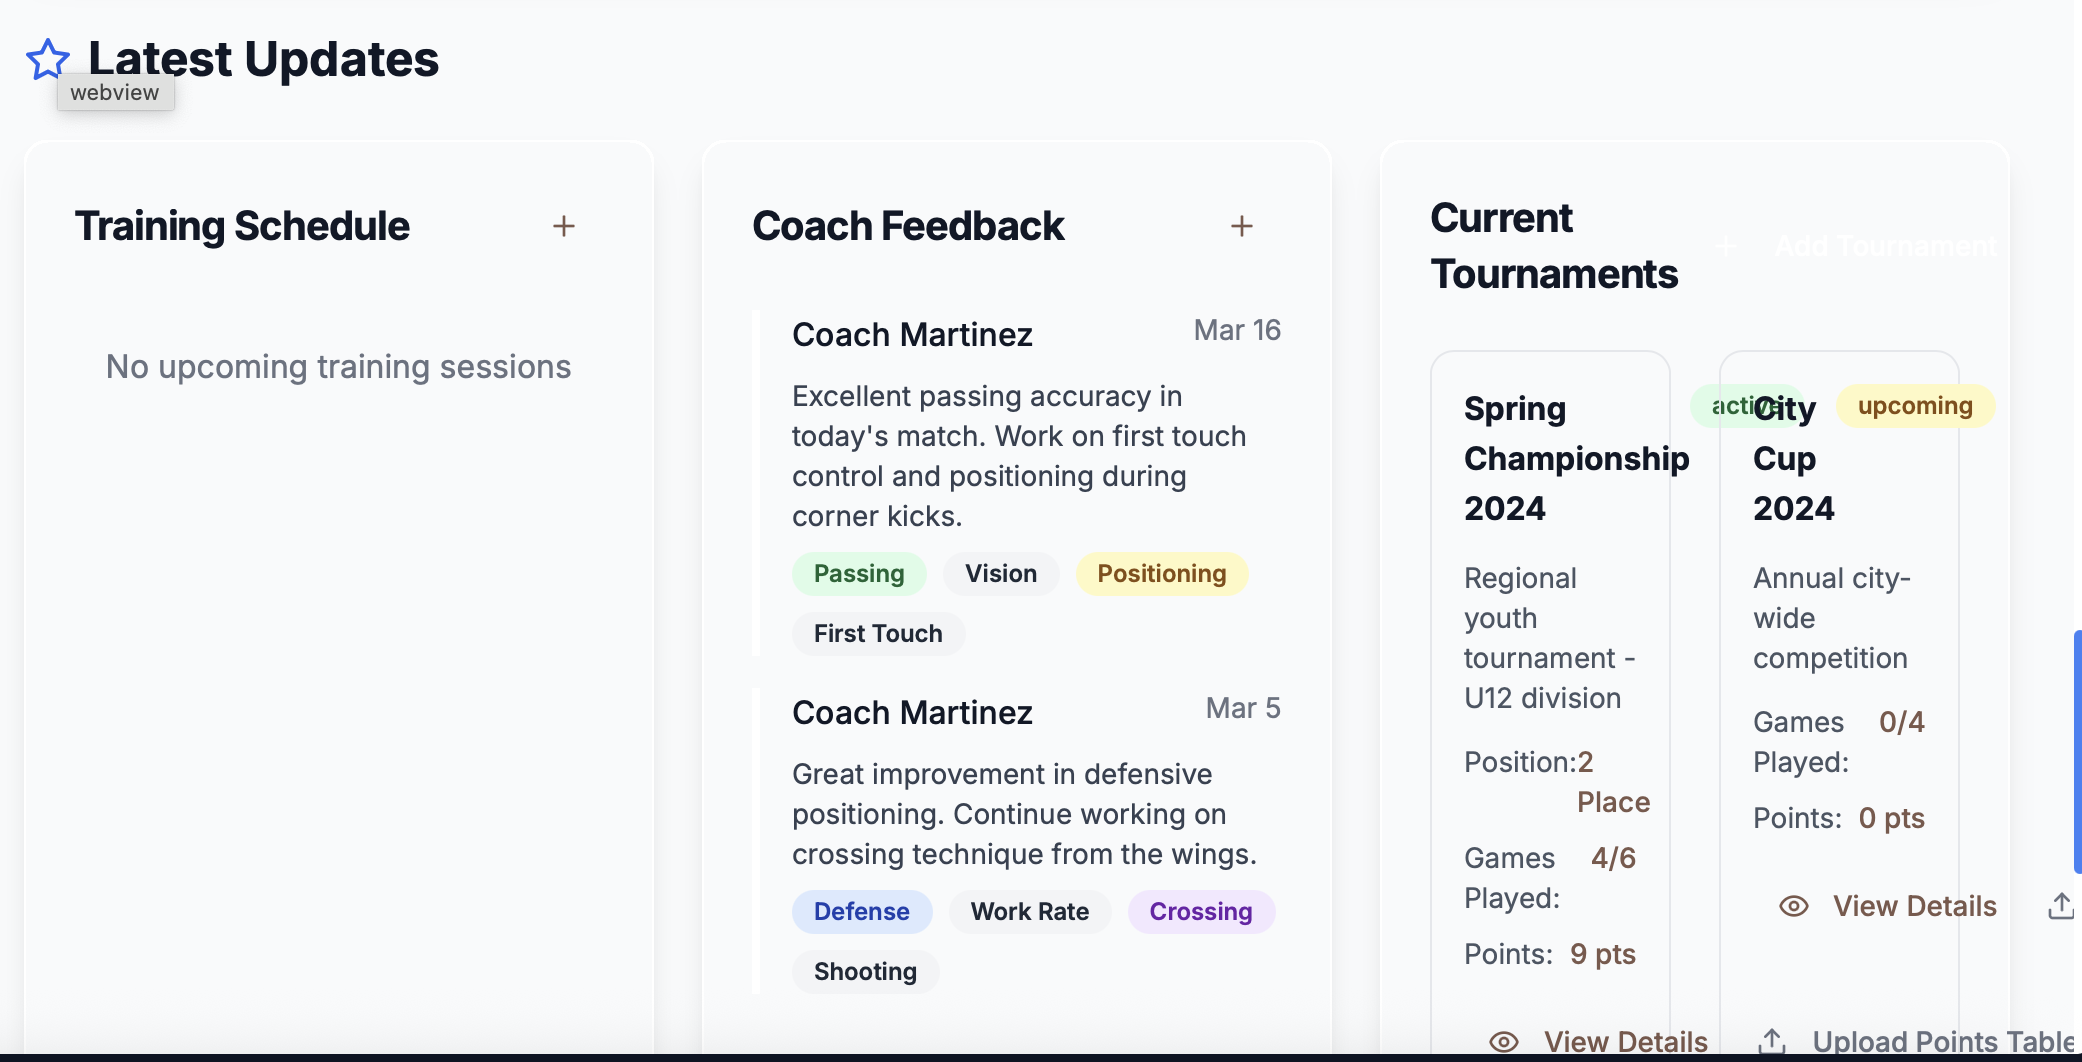 Latest Updates
webview
Training Schedule
No upcoming training sessions
Coach Feedback
Coach Martinez
Mar 16
Excellent passing accuracy in
today's match. Work on first touch
control and positioning during
corner kicks.
Passing
Vision
Positioning
First Touch
Coach Martinez
Mar 5
Great improvement in defensive
positioning. Continue working on
crossing technique from the wings.
Defense
Work Rate
Crossing
Shooting
Current
Tournaments
Add Tournament
Spring
Championship
2024
active
Regional
youth
tournament -
U12 division
Position: 2
Place
Games 4/6
Played:
Points: 9 pts
View Details
Upload Points Table
City
Cup
2024
upcoming
Annual city-
wide
competition
Games 0/4
Played:
Points: 0 pts
View Details